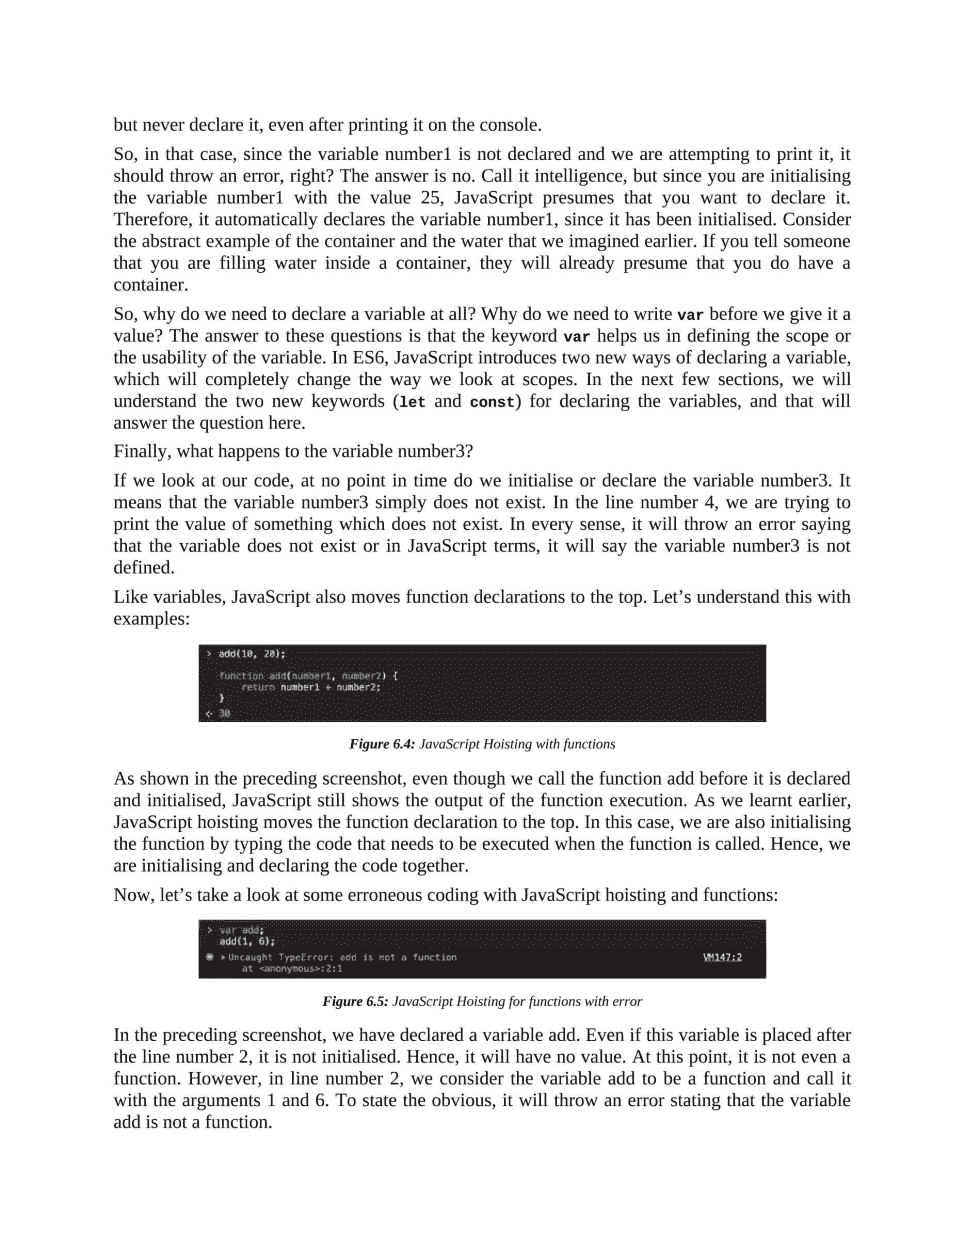 but never declare it, even after printing it on the console.
So, in that case, since the variable number1 is not declared and we are attempting to print it, it
should throw an error, right? The answer is no. Call it intelligence, but since you are initialising
the variable number1 with the value 25, JavaScript presumes that you want to declare it.
Therefore, it automatically declares the variable number1, since it has been initialised. Consider
the abstract example of the container and the water that we imagined earlier. If you tell someone
that you are filling water inside a container, they will already presume that you do have a
container.
So, why do we need to declare a variable at all? Why do we need to write var before we give it a
value? The answer to these questions is that the keyword var helps us in defining the scope or
the usability of the variable. In ES6, JavaScript introduces two new ways of declaring a variable,
which will completely change the way we look at scopes. In the next few sections, we will
understand the two new keywords (let and const) for declaring the variables, and that will
answer the question here.
Finally, what happens to the variable number3?
If we look at our code, at no point in time do we initialise or declare the variable number3. It
means that the variable number3 simply does not exist. In the line number 4, we are trying to
print the value of something which does not exist. In every sense, it will throw an error saying
that the variable does not exist or in JavaScript terms, it will say the variable number3 is not
defined.
Like variables, JavaScript also moves function declarations to the top. Let’s understand this with
examples:
> add(10, 20);
function add(number1, number2) {
return number1 + number2;
}
< 30
Figure 6.4: JavaScript Hoisting with functions
As shown in the preceding screenshot, even though we call the function add before it is declared
and initialised, JavaScript still shows the output of the function execution. As we learnt earlier,
JavaScript hoisting moves the function declaration to the top. In this case, we are also initialising
the function by typing the code that needs to be executed when the function is called. Hence, we
are initialising and declaring the code together.
Now, let’s take a look at some erroneous coding with JavaScript hoisting and functions:
> var add;
add(1, 6);
Uncaught TypeError: add is not a function VM147:2
at <anonymous>:2:1
Figure 6.5: JavaScript Hoisting for functions with error
In the preceding screenshot, we have declared a variable add. Even if this variable is placed after
the line number 2, it is not initialised. Hence, it will have no value. At this point, it is not even a
function. However, in line number 2, we consider the variable add to be a function and call it
with the arguments 1 and 6. To state the obvious, it will throw an error stating that the variable
add is not a function.